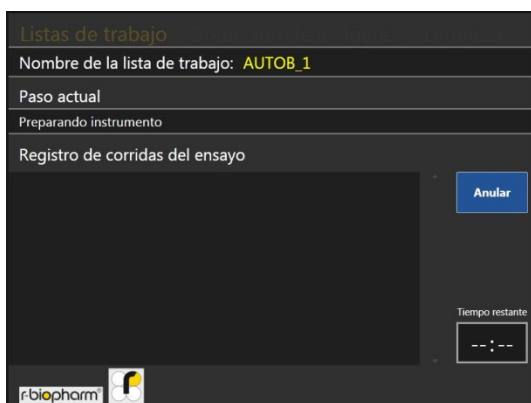 Listas de trabajo
Nombre de la lista de trabajo: AUTOB_1
Paso actual
Preparando instrumento
Registro de corridas del ensayo
Anular
Tiempo restante
--:--
r-biopharm